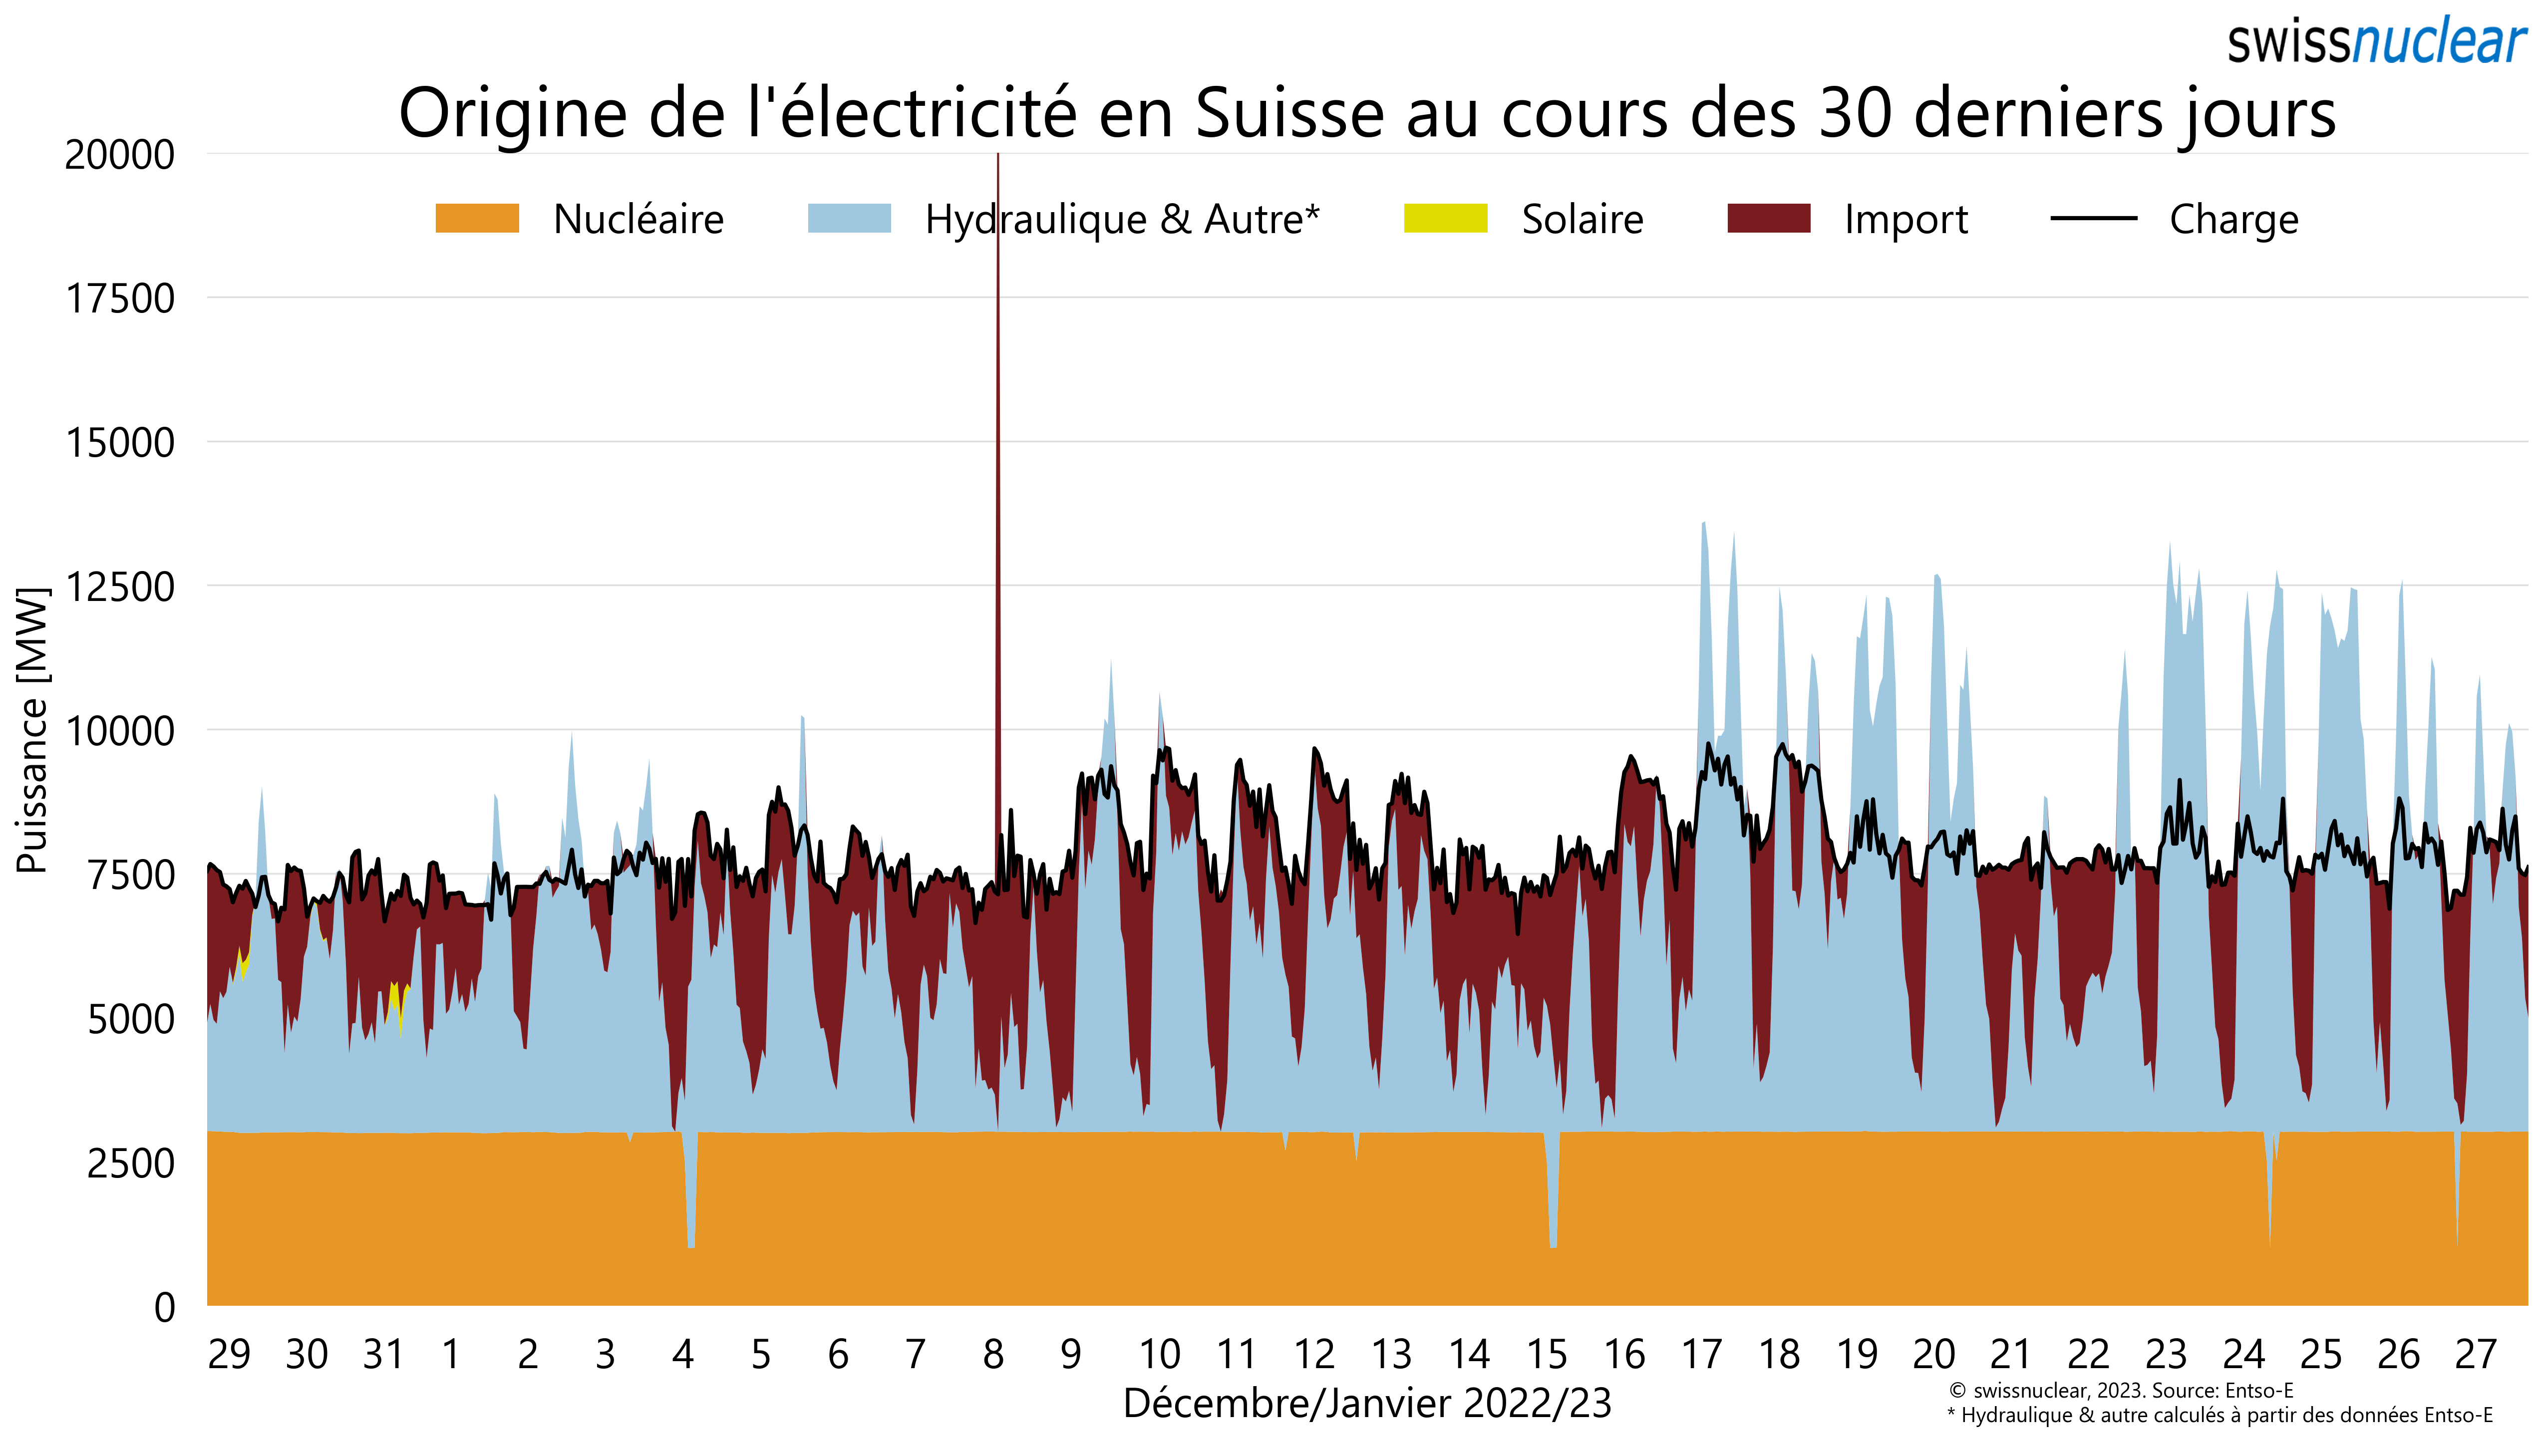 swissnuclear
Origine de l'électricité en Suisse au cours des 30 derniers jours
20000
Nucléaire Hydraulique & Autre* Solaire Import Charge
17500
15000
12500
10000
7500
5000
2500
0
Puissance [MW]
29 30 31 1 2 3 4 5 6 7 8 9 10 11 12 13 14 15 16 17 18 19 20 21 22 23 24 25 26 27
Décembre/Janvier 2022/23
© swissnuclear, 2023. Source: Entso-E
* Hydraulique & autre calculés à partir des données Entso-E